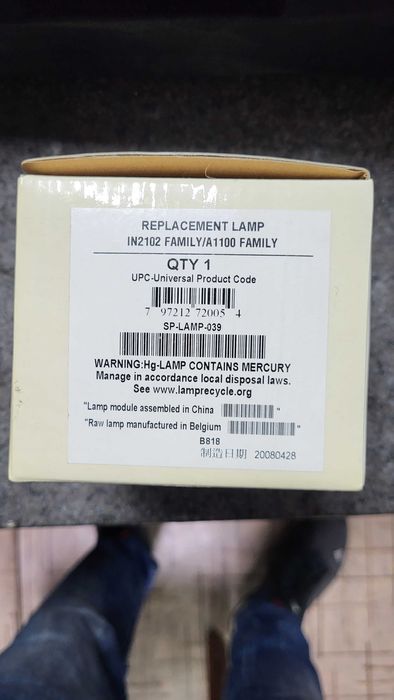 REPLACEMENT LAMP
IN2102 FAMILY/A1100 FAMILY
QTY 1
UPC-Universal Product Code
7 97212 72005 4
SP-LAMP-039
WARNING:Hg-LAMP CONTAINS MERCURY
Manage in accordance local disposal laws.
See www.lamprecycle.org
"Lamp module assembled in China "
"Raw lamp manufactured in Belgium "
B818
制造日期 20080428